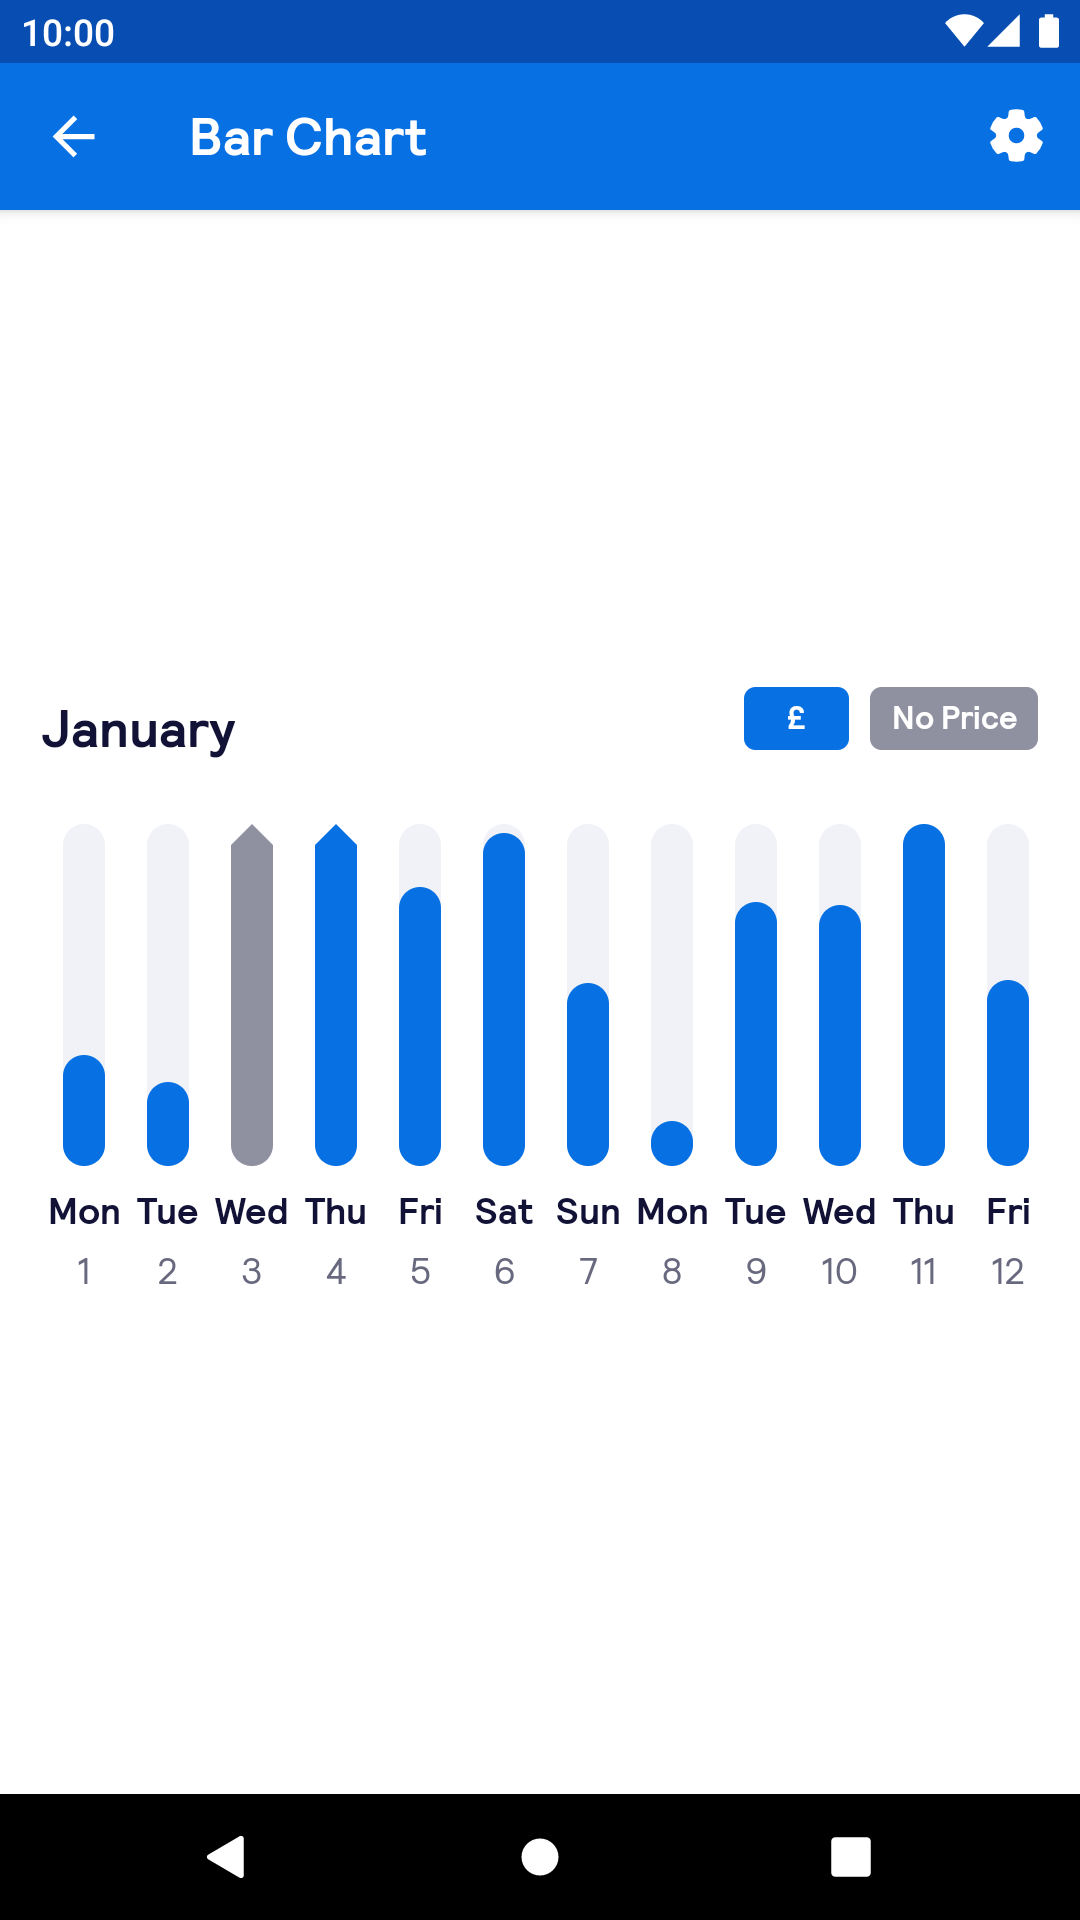 10:00
Bar Chart
January
£ No Price
Mon Tue Wed Thu Fri Sat Sun Mon Tue Wed Thu Fri
1 2 3 4 5 6 7 8 9 10 11 12